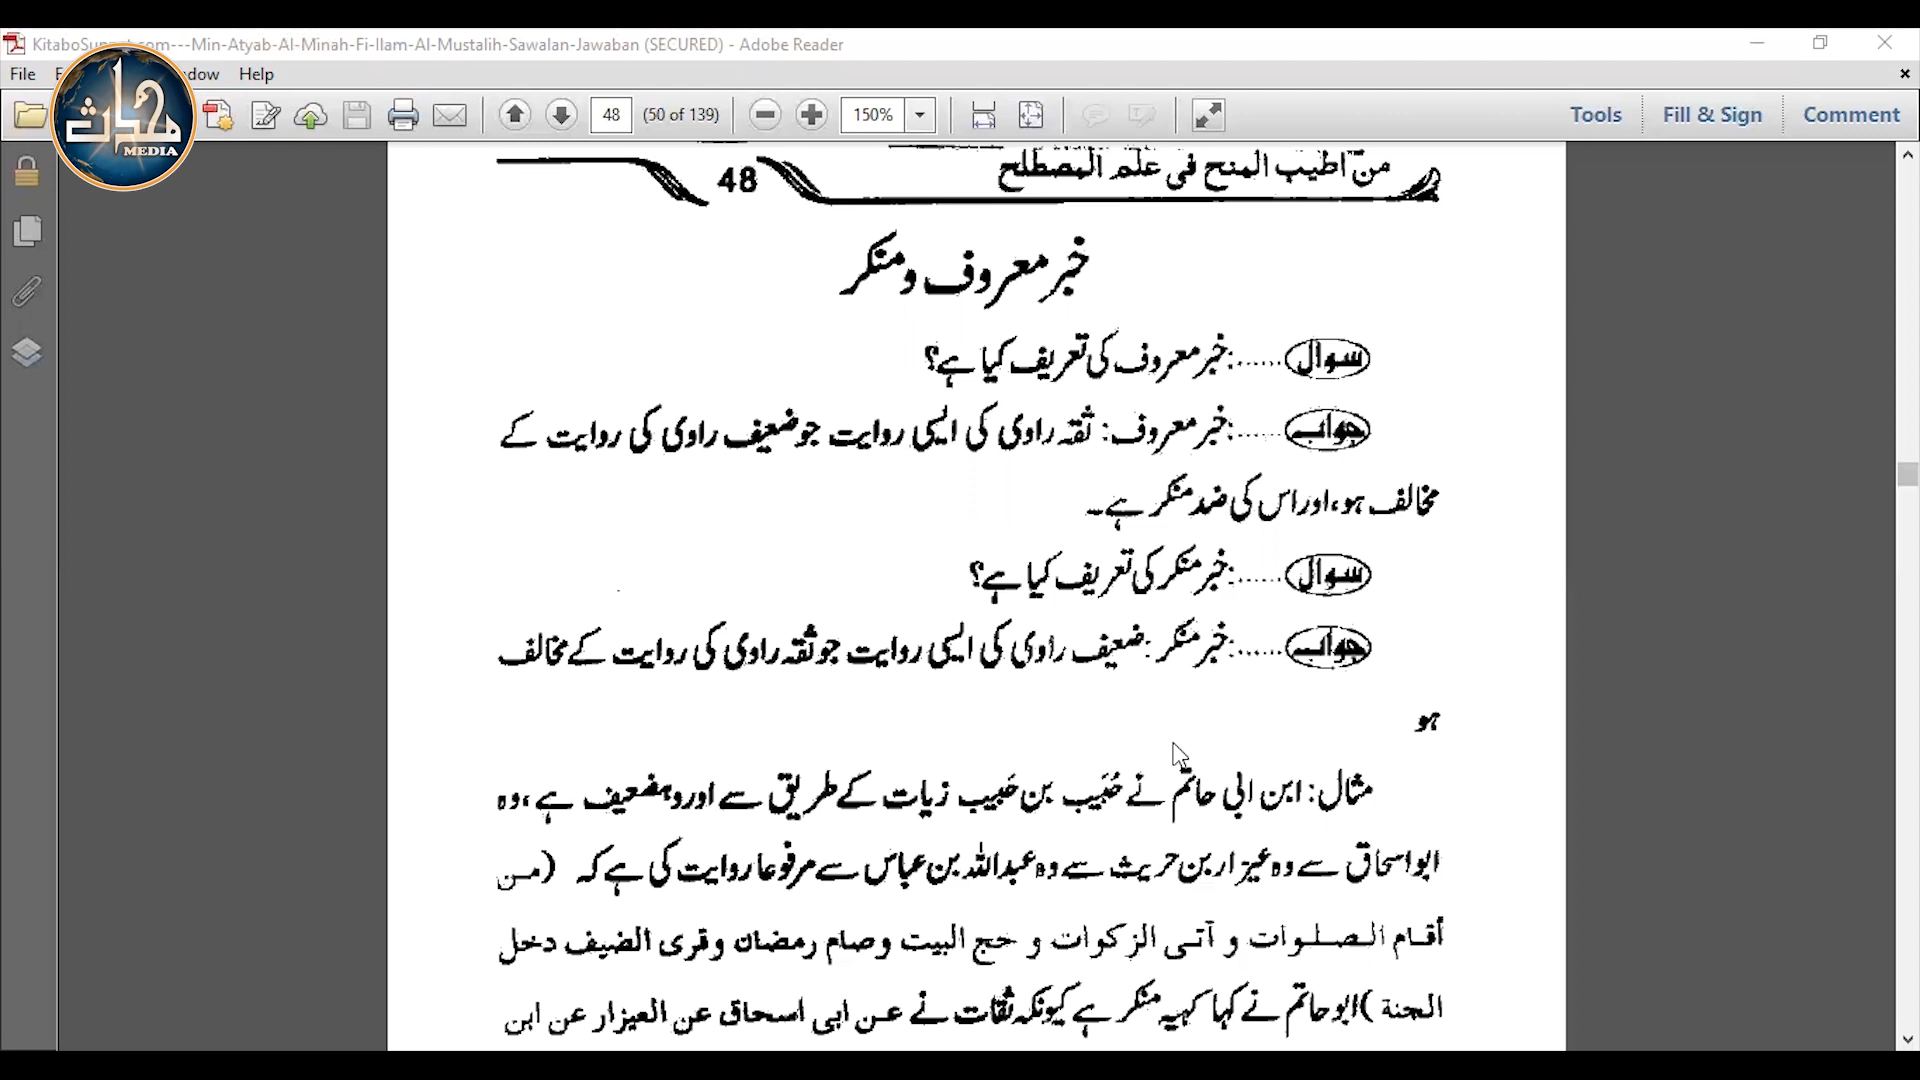 KitaboSun   .com---Min-Atyab-Al-Minah-Fi-Ilam-Al-Mustalih-Sawalan-Jawaban (SECURED) - Adobe Reader
File E   dow Help
محدث
MEDIA
48 (50 of 139) 150% Tools Fill & Sign Comment
من اطيب المنح فی علم المصطلح
48
خبر معروف و منکر
سوال ......: خبر معروف کی تعریف کیا ہے؟
جواب ......: خبر معروف: ثقہ راوی کی ایسی روایت جو ضعیف راوی کی روایت کے
مخالف ہو، اور اس کی ضد منکر ہے۔
سوال ......: خبر منکر کی تعریف کیا ہے؟
جواب ......: خبر منکر: ضعیف راوی کی ایسی روایت جو ثقہ راوی کی روایت کے مخالف
ہو
مثال: ابن ابی حاتم نے حُبَیب بن حَبیب زیات کے طریق سے اور وہ ضعیف ہے، وہ
ابو اسحاق سے وہ عیزار بن حریث سے وہ عبداللہ بن عباس سے مرفوعا روایت کی ہے کہ (من
أقام الصلوات و آتى الزكوات و حج البيت وصام رمضان وقرى الضيف دخل
الجنة) ابو حاتم نے کہا کہ یہ منکر ہے کیونکہ ثقات نے عن ابی اسحاق عن العیزار عن ابن